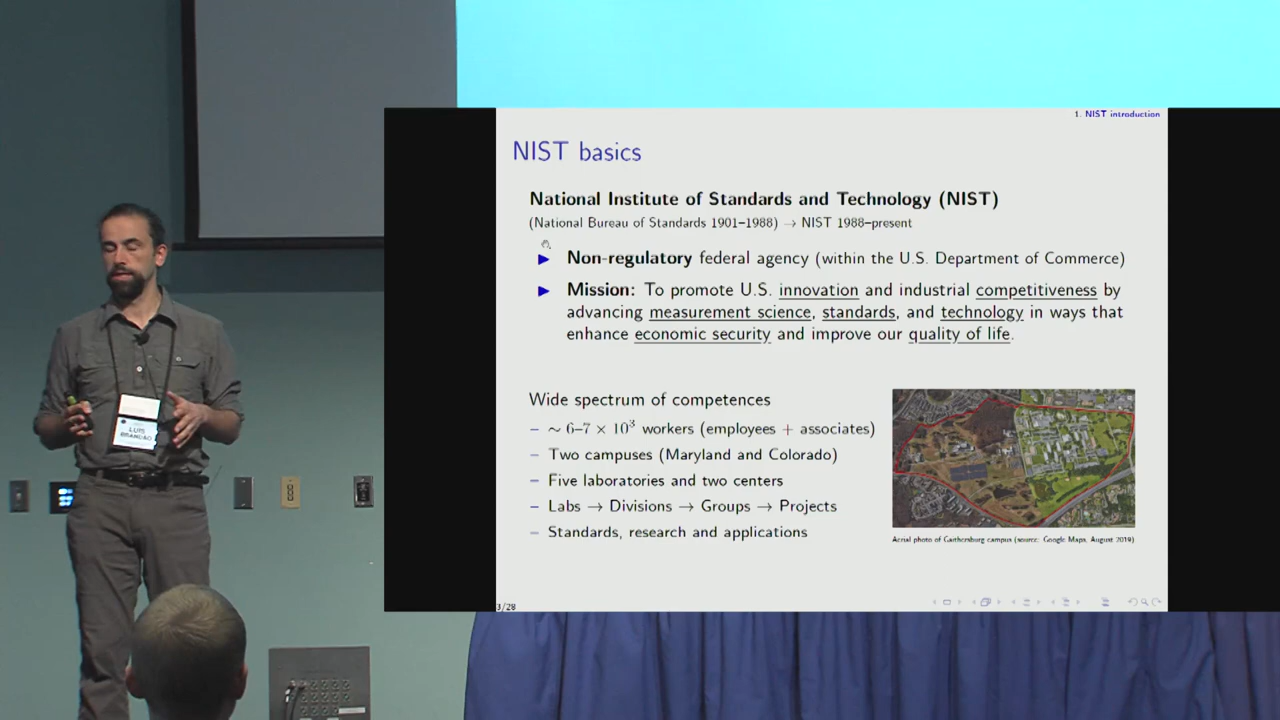 1. NIST introduction
NIST basics
National Institute of Standards and Technology (NIST)
(National Bureau of Standards 1901–1988) → NIST 1988–present
► Non-regulatory federal agency (within the U.S. Department of Commerce)
► Mission: To promote U.S. innovation and industrial competitiveness by
advancing measurement science, standards, and technology in ways that
enhance economic security and improve our quality of life.
Wide spectrum of competences
– ∼ 6–7 × 10³ workers (employees + associates)
– Two campuses (Maryland and Colorado)
– Five laboratories and two centers
– Labs → Divisions → Groups → Projects
– Standards, research and applications
Aerial photo of Gaithersburg campus (source: Google Maps, August 2019)
3/28
LUIS
BRANDAO